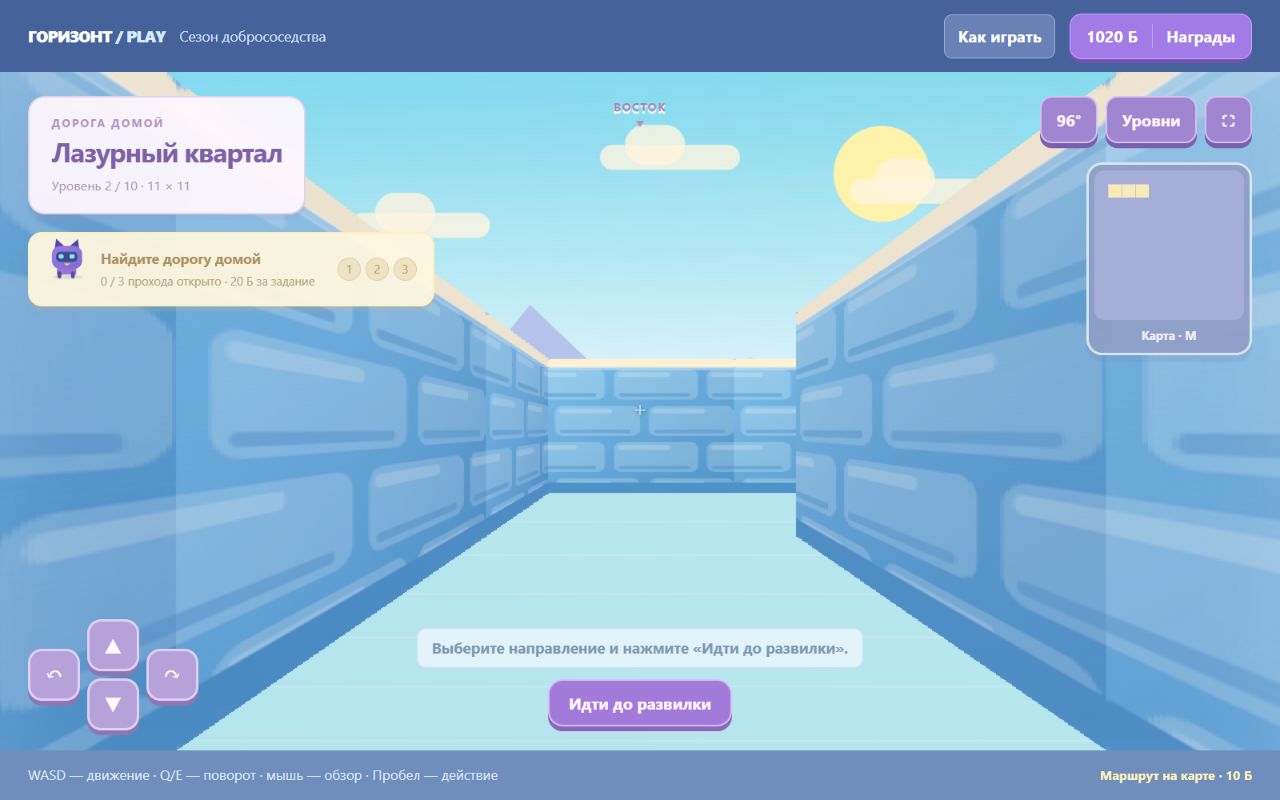 ГОРИЗОНТ / PLAY Сезон добрососедства
Как играть
1020 Б Награды
ДОРОГА ДОМОЙ
Лазурный квартал
Уровень 2 / 10 · 11 × 11
Найдите дорогу домой
0 / 3 прохода открыто · 20 Б за задание
1 2 3
ВОСТОК
96°
Уровни
Карта · М
Выберите направление и нажмите «Идти до развилки».
Идти до развилки
WASD — движение · Q/E — поворот · мышь — обзор · Пробел — действие
Маршрут на карте · 10 Б